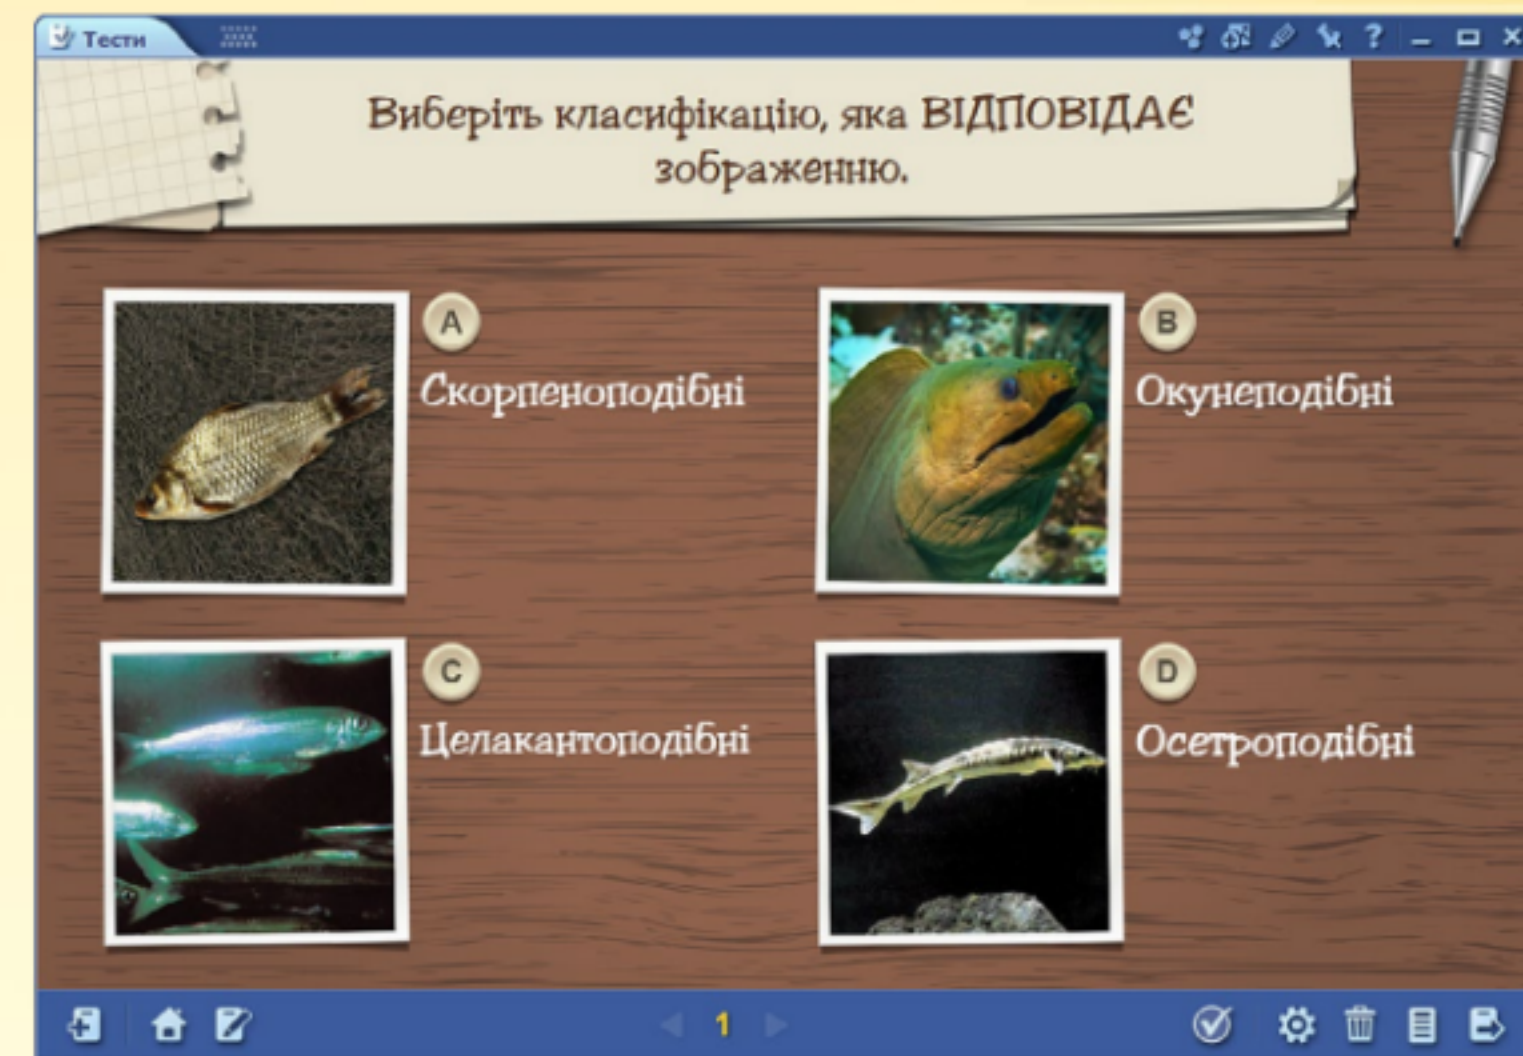 Тести
Виберіть класифікацію, яка ВІДПОВІДАЄ
зображенню.
A
Скорпеноподібні
B
Окунеподібні
C
Целакантоподібні
D
Осетроподібні
1